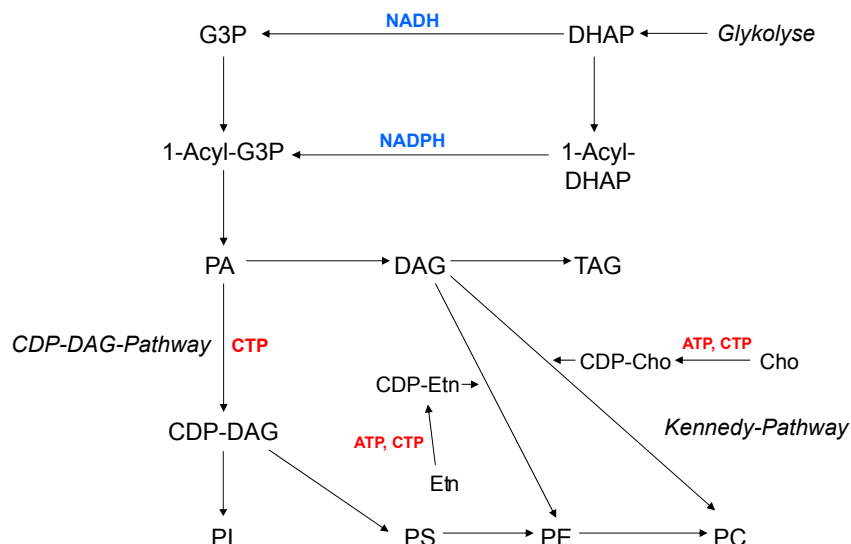 NADH
G3P
DHAP
Glykolyse
NADPH
1-Acyl-G3P
1-Acyl-
DHAP
PA
DAG
TAG
CDP-DAG-Pathway
CTP
ATP, CTP
CDP-Cho
Cho
CDP-Etn
Kennedy-Pathway
CDP-DAG
ATP, CTP
Etn
PI
PS
PE
PC